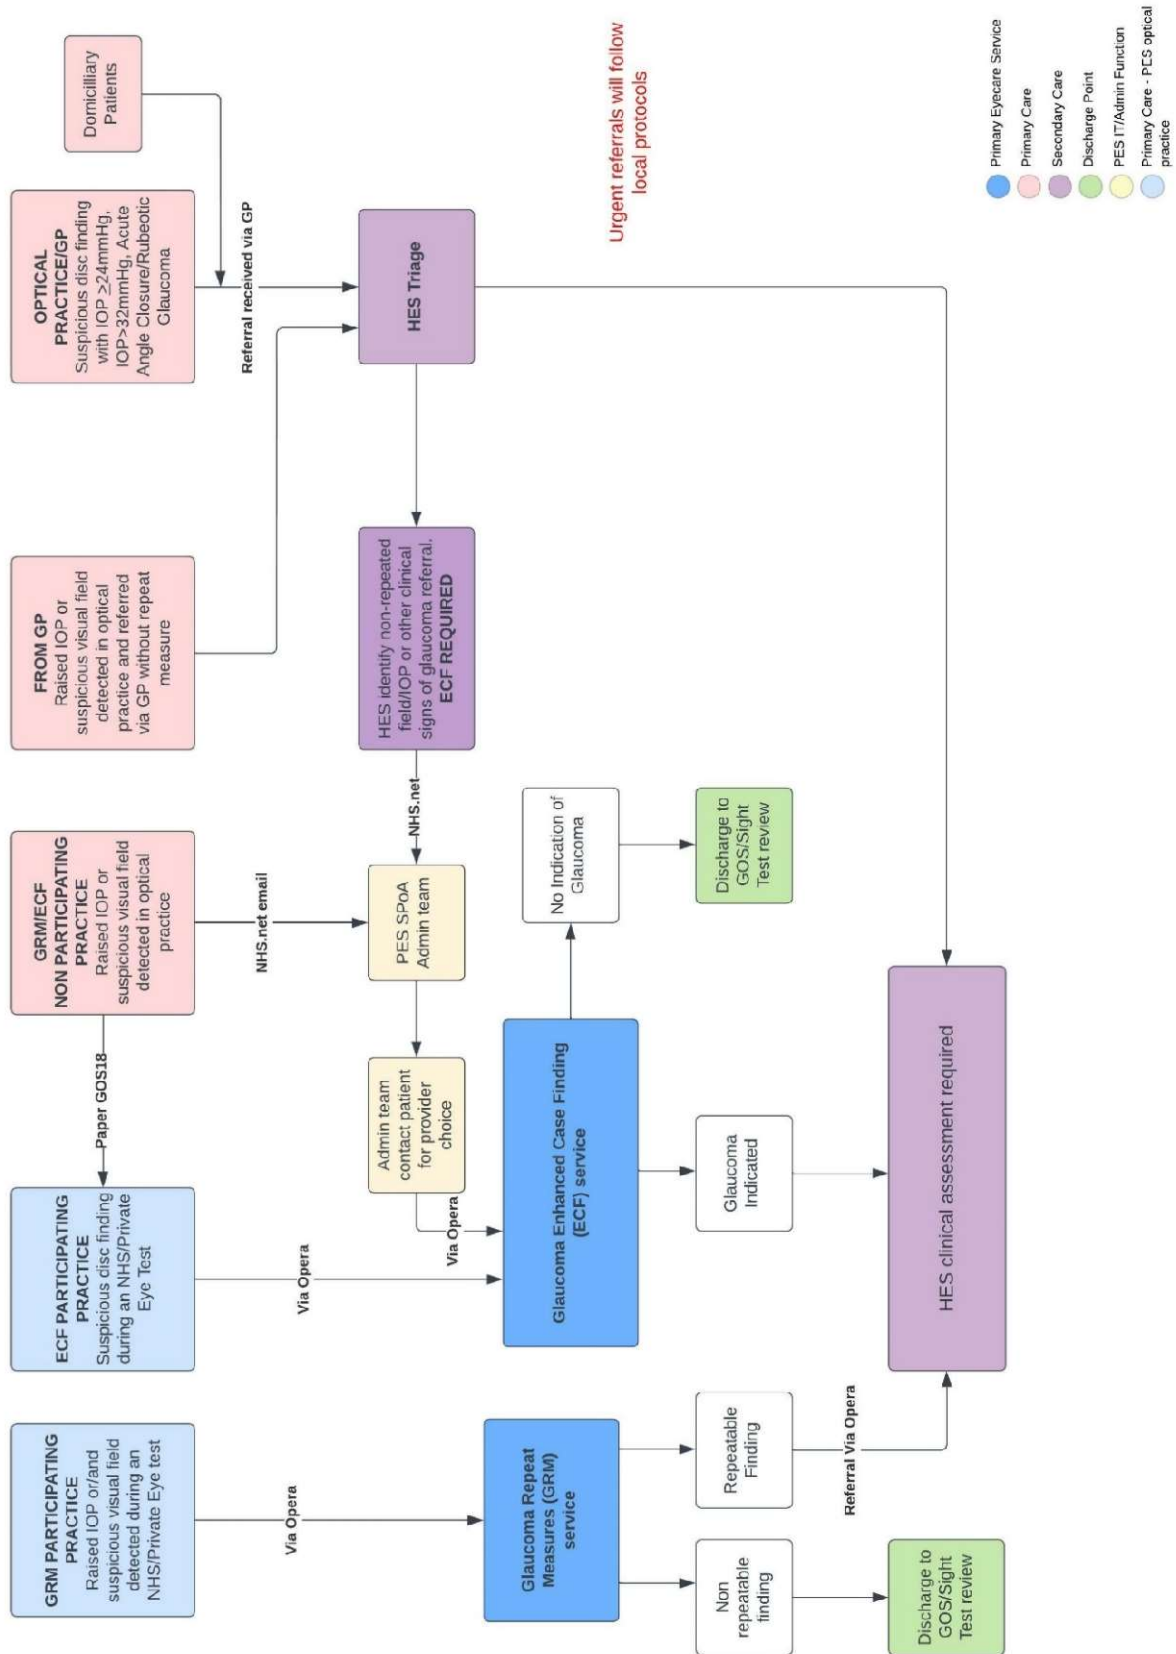 GRM PARTICIPATING
PRACTICE
Raised IOP or/and
suspicious visual field
detected during an
NHS/Private Eye test
ECF PARTICIPATING
PRACTICE
Suspicious disc finding
during an NHS/Private
Eye Test
Paper GOS18
GRM/ECF
NON PARTICIPATING
PRACTICE
Raised IOP or
suspicious visual field
detected in optical
practice
FROM GP
Raised IOP or
suspicious visual field
detected in optical
practice and referred
via GP without repeat
measure
OPTICAL
PRACTICE/GP
Suspicious disc finding
with IOP ≥24mmHg,
IOP>32mmHg, Acute
Angle Closure/Rubeotic
Glaucoma
Domicilliary
Patients
Via Opera
Via Opera
NHS.net email
Referral received via GP
Admin team
contact patient
for provider
choice
PES SPoA
Admin team
NHS.net
HES identify non-repeated
field/IOP or other clinical
signs of glaucoma referral.
ECF REQUIRED
HES Triage
Via Opera
Glaucoma Repeat
Measures (GRM)
service
Glaucoma Enhanced Case Finding
(ECF) service
No Indication of
Glaucoma
Urgent referrals will follow
local protocols
Non
repeatable
finding
Repeatable
Finding
Glaucoma
Indicated
Discharge to
GOS/Sight
Test review
Referral Via Opera
Discharge to
GOS/Sight
Test review
HES clinical assessment required
Primary Eyecare Service
Primary Care
Secondary Care
Discharge Point
PES IT/Admin Function
Primary Care - PES optical
practice